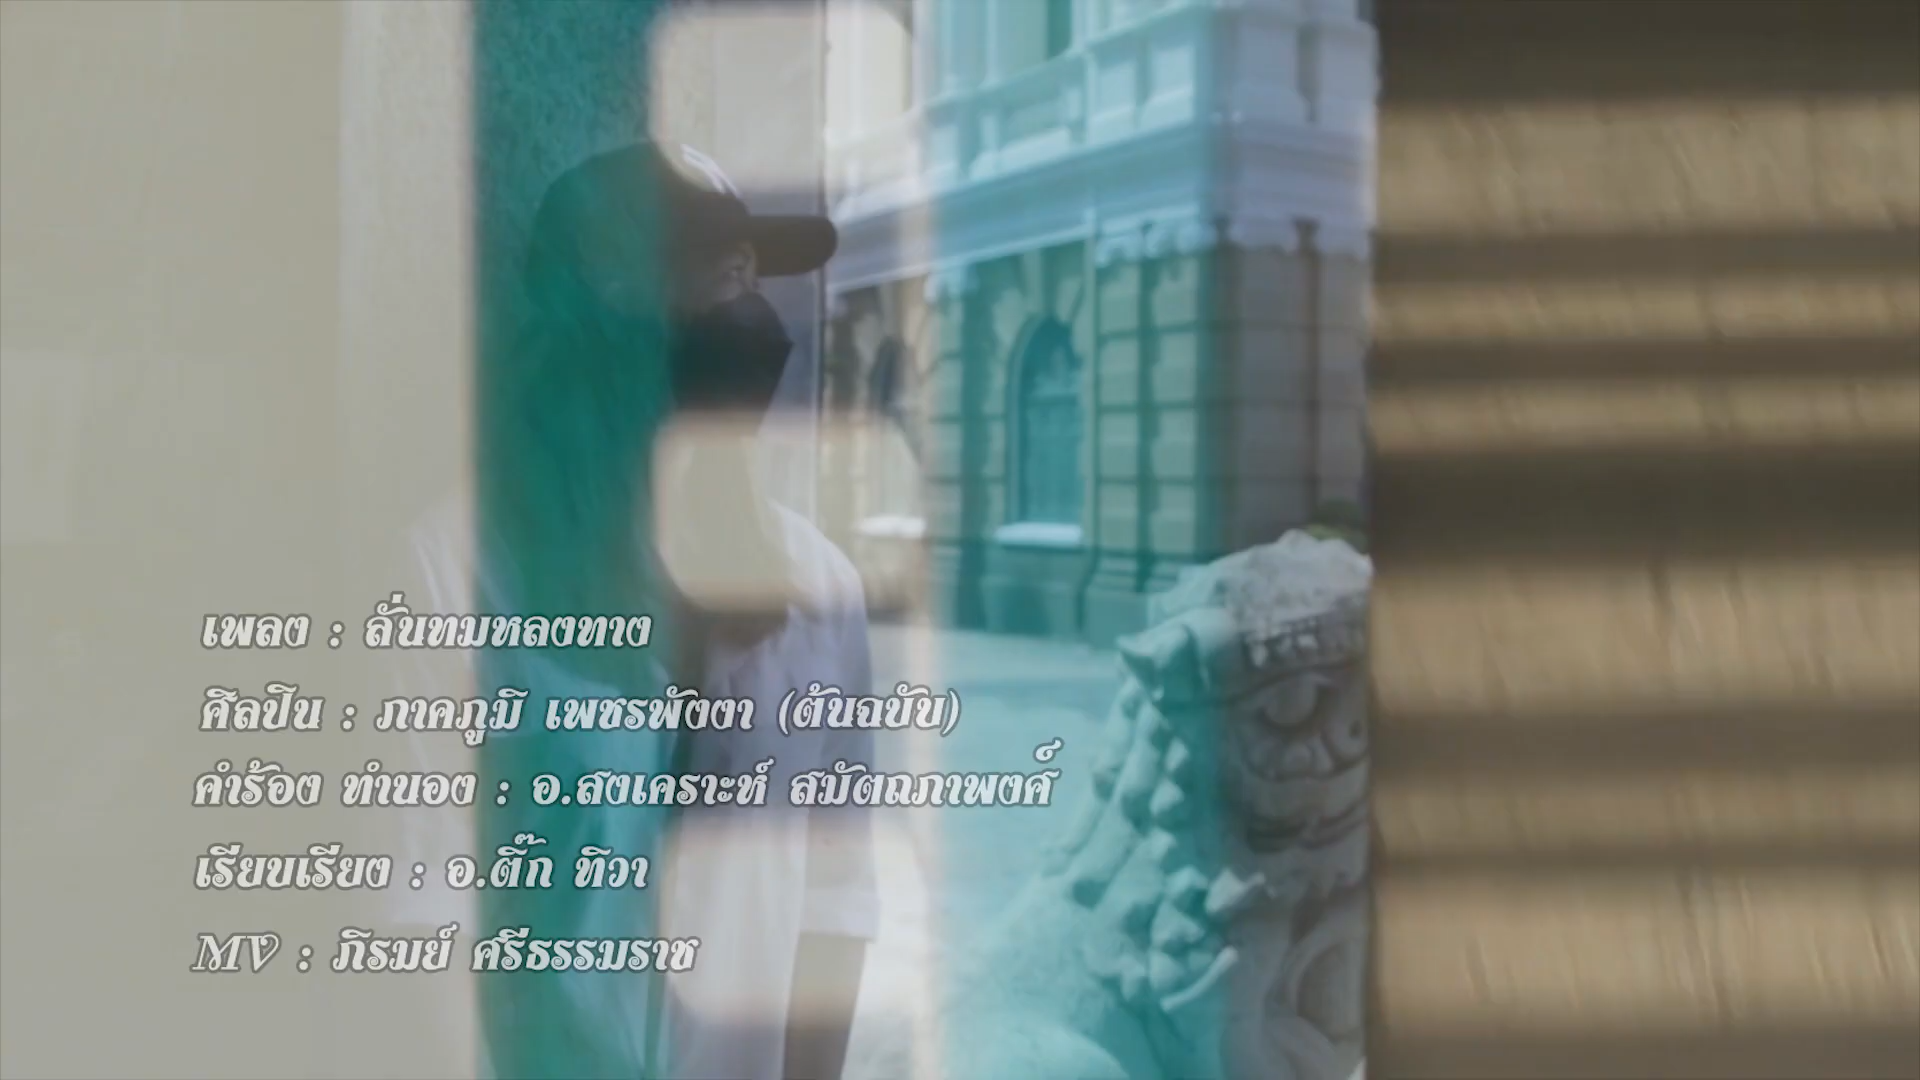 เพลง : ลั่นทมหลงทาง
ศิลปิน : ภาคภูมิ เพชรพังงา (ต้นฉบับ)
คำร้อง ทำนอง : อ.สงเคราะห์ สมัตถภาพงศ์
เรียบเรียง : อ.ติ๊ก ทิวา
MV : ภิรมย์ ศรีธรรมราช